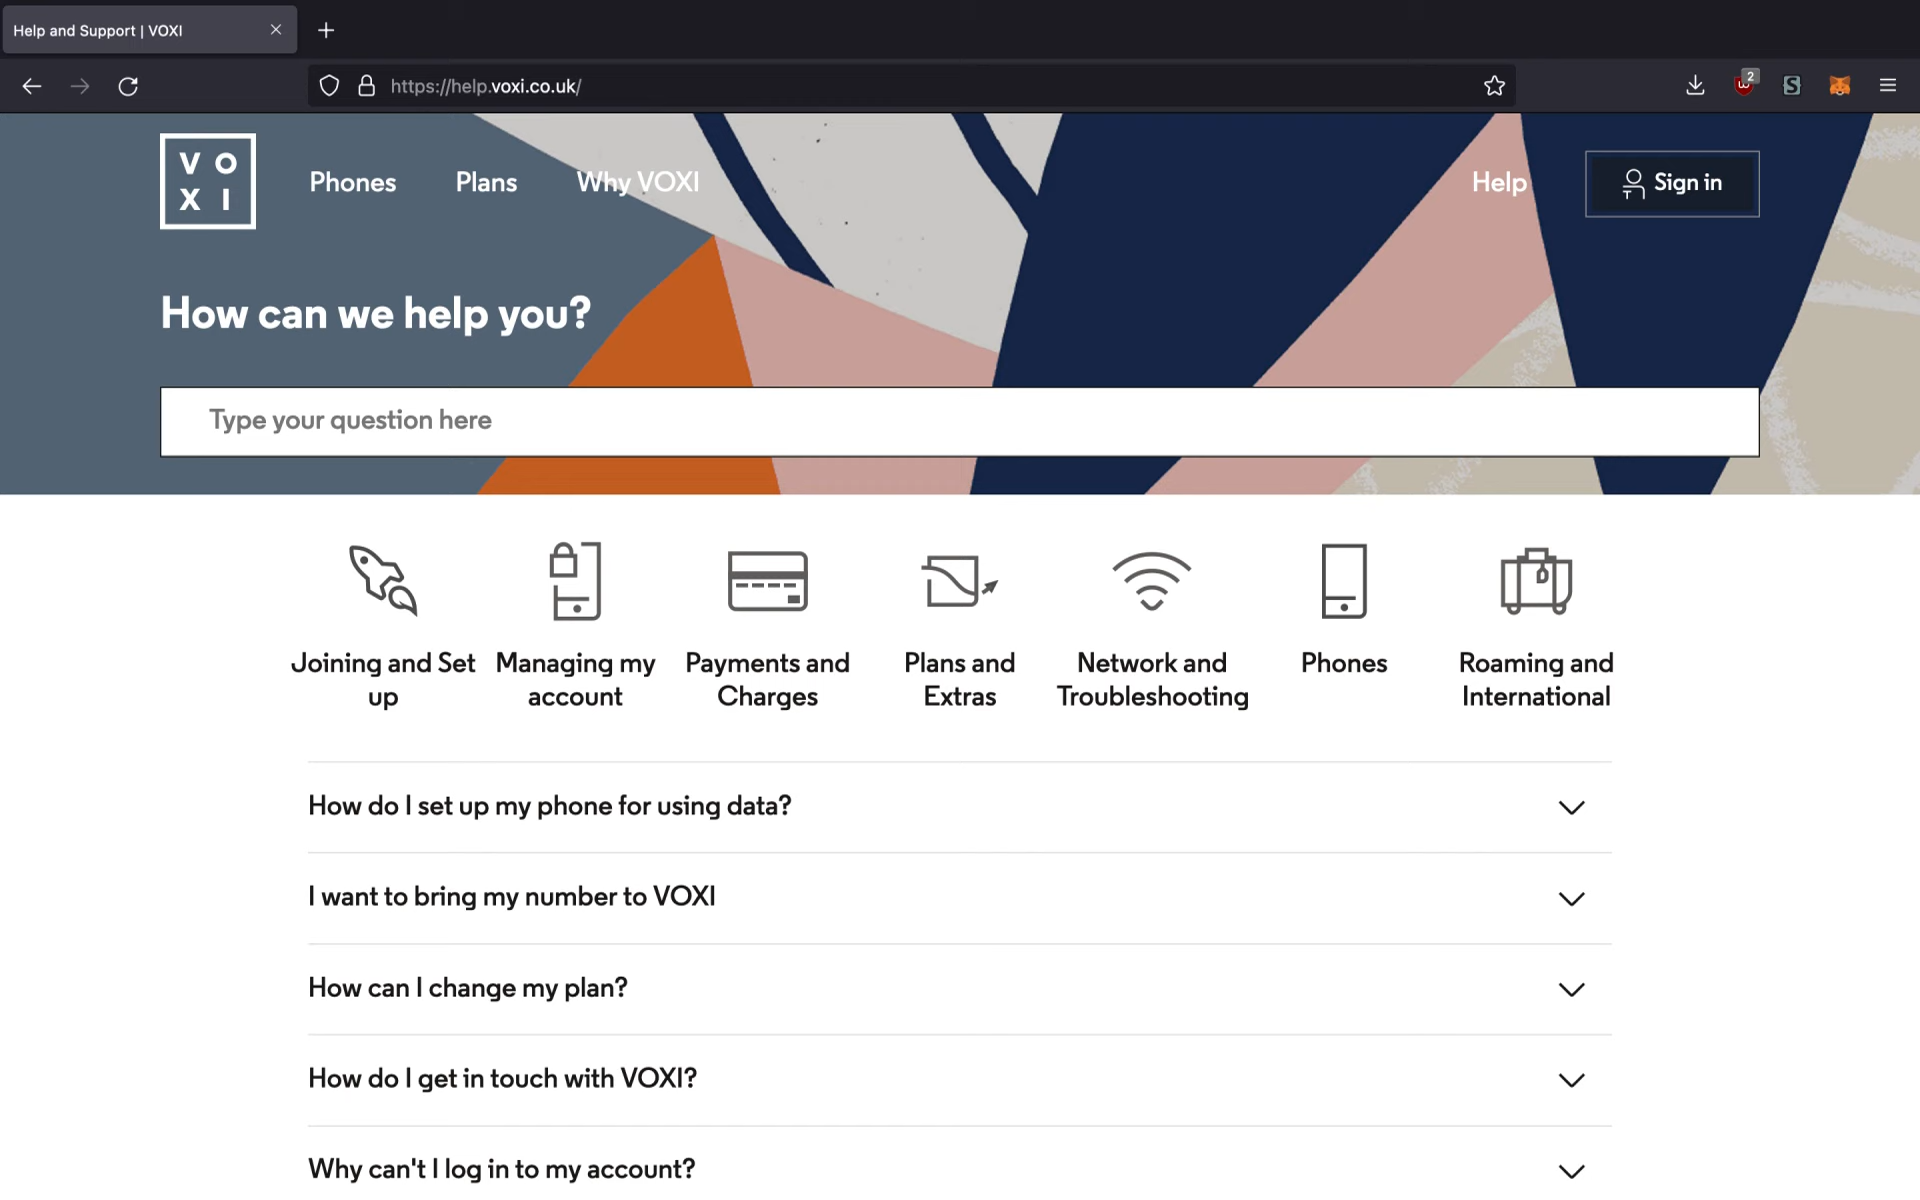 Help and Support | VOXI
https://help.voxi.co.uk/
2
V O
X I
Phones
Plans
Why VOXI
Help
Sign in
How can we help you?
Type your question here
Joining and Set
up
Managing my
account
Payments and
Charges
Plans and
Extras
Network and
Troubleshooting
Phones
Roaming and
International
How do I set up my phone for using data?
I want to bring my number to VOXI
How can I change my plan?
How do I get in touch with VOXI?
Why can't I log in to my account?